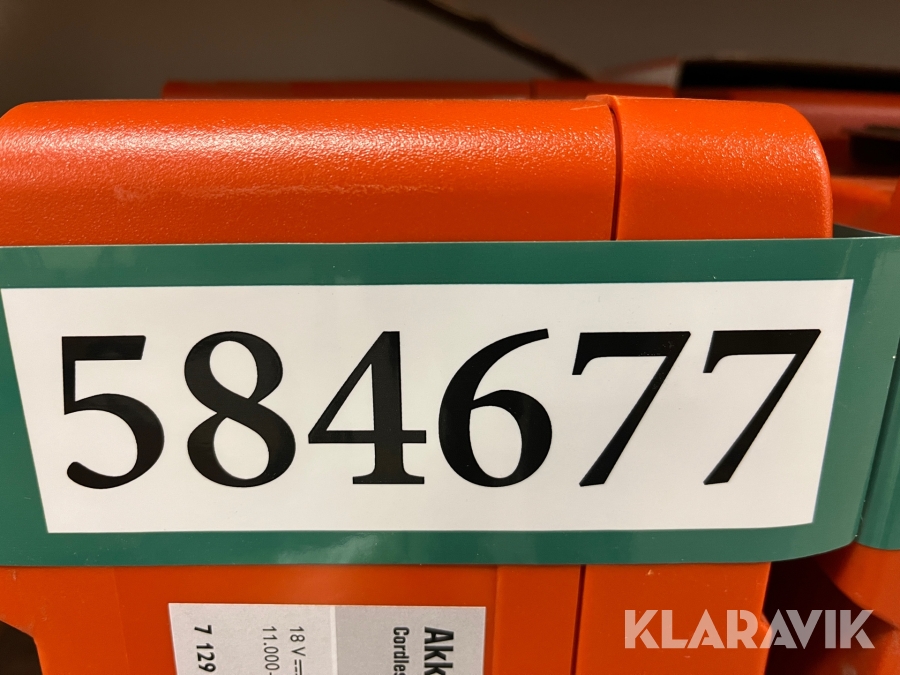 584677
Akk
Cordles
18 V
11.000-
7 129
KLARAVIK